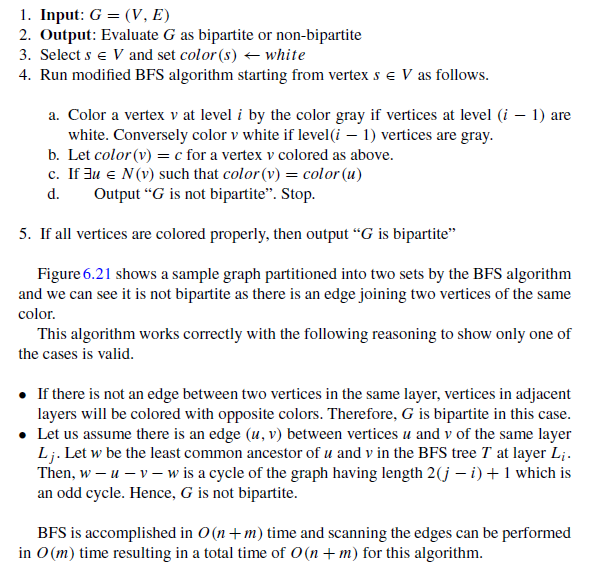 1. Input: G = (V, E)
2. Output: Evaluate G as bipartite or non-bipartite
3. Select s ϵ V and set color(s) ← white
4. Run modified BFS algorithm starting from vertex s ϵ V as follows.
a. Color a vertex v at level i by the color gray if vertices at level (i − 1) are
white. Conversely color v white if level(i − 1) vertices are gray.
b. Let color(v) = c for a vertex v colored as above.
c. If ∃u ϵ N(v) such that color(v) = color(u)
d. Output “G is not bipartite”. Stop.
5. If all vertices are colored properly, then output “G is bipartite”
Figure 6.21 shows a sample graph partitioned into two sets by the BFS algorithm
and we can see it is not bipartite as there is an edge joining two vertices of the same
color.
This algorithm works correctly with the following reasoning to show only one of
the cases is valid.
• If there is not an edge between two vertices in the same layer, vertices in adjacent
layers will be colored with opposite colors. Therefore, G is bipartite in this case.
• Let us assume there is an edge (u, v) between vertices u and v of the same layer
Lj. Let w be the least common ancestor of u and v in the BFS tree T at layer Li.
Then, w − u − v − w is a cycle of the graph having length 2(j − i) + 1 which is
an odd cycle. Hence, G is not bipartite.
BFS is accomplished in O(n + m) time and scanning the edges can be performed
in O(m) time resulting in a total time of O(n + m) for this algorithm.